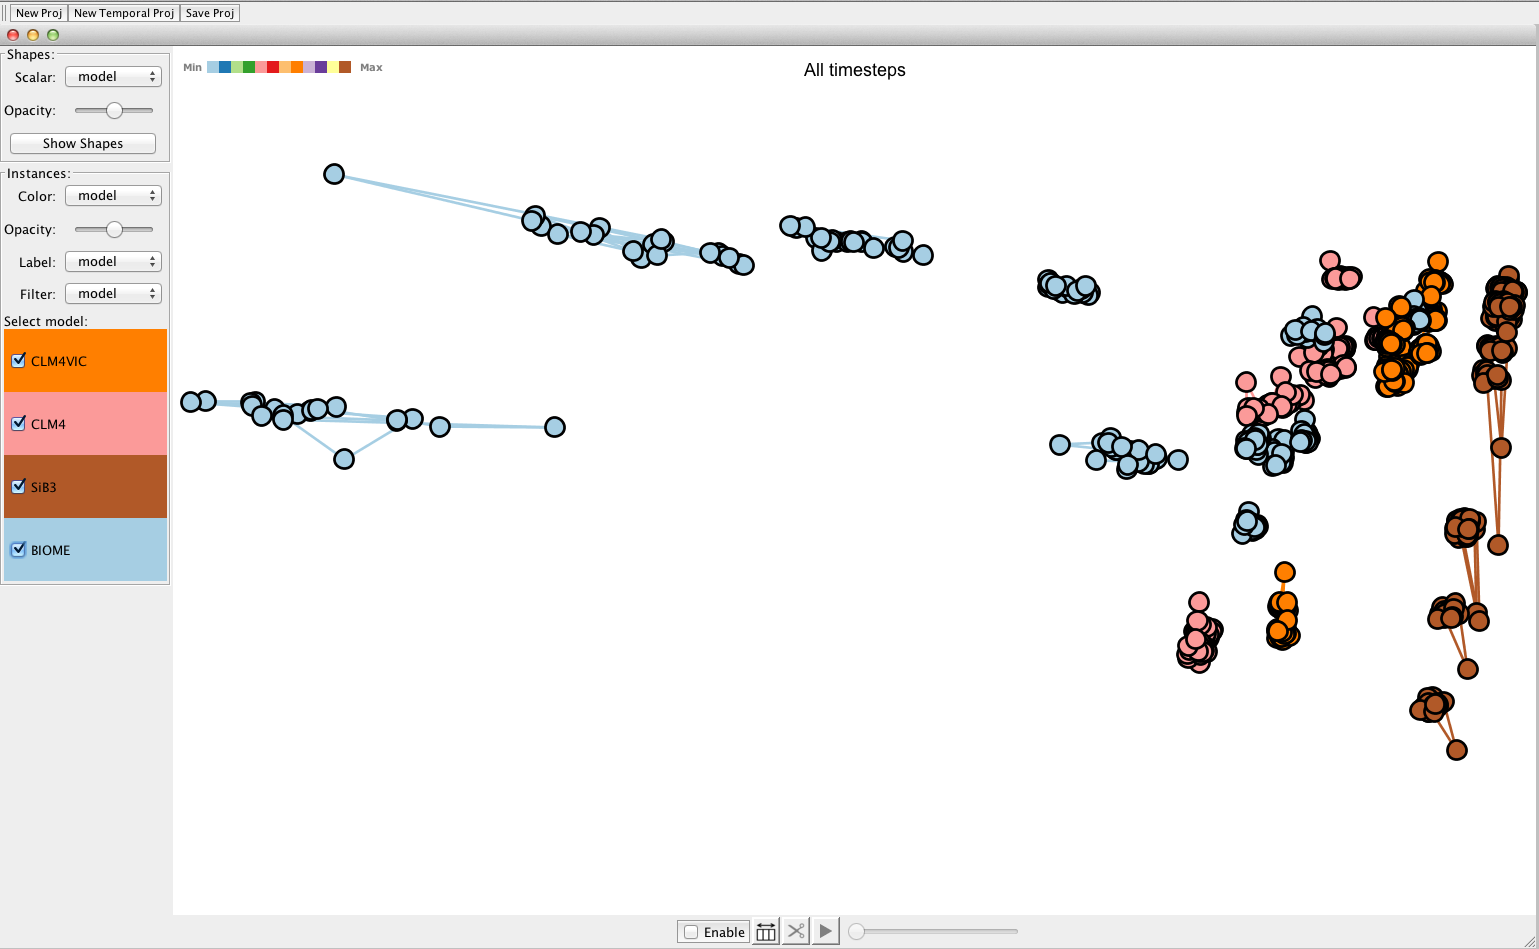 New Proj New Temporal Proj Save Proj
Shapes:
Scalar: model
Opacity:
Show Shapes
Instances:
Color: model
Opacity:
Label: model
Filter: model
Select model:
CLM4VIC
CLM4
SiB3
BIOME
Min Max
All timesteps
Enable